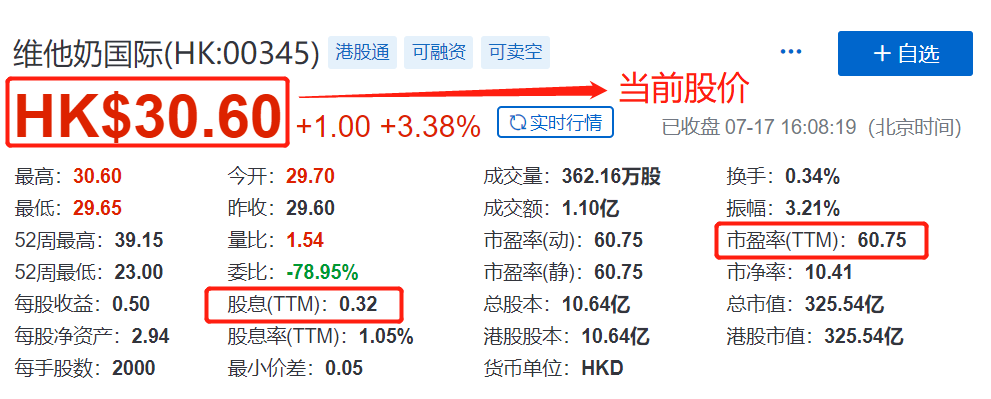 维他奶国际(HK:00345) 港股通 可融资 可卖空 ··· + 自选
HK$30.60 +1.00 +3.38% 实时行情 当前股价 已收盘 07-17 16:08:19 (北京时间)
最高：30.60 今开：29.70 成交量：362.16万股 换手：0.34%
最低：29.65 昨收：29.60 成交额：1.10亿 振幅：3.21%
52周最高：39.15 量比：1.54 市盈率(动)：60.75 市盈率(TTM)：60.75
52周最低：23.00 委比：-78.95% 市盈率(静)：60.75 市净率：10.41
每股收益：0.50 股息(TTM)：0.32 总股本：10.64亿 总市值：325.54亿
每股净资产：2.94 股息率(TTM)：1.05% 港股股本：10.64亿 港股市值：325.54亿
每手股数：2000 最小价差：0.05 货币单位：HKD